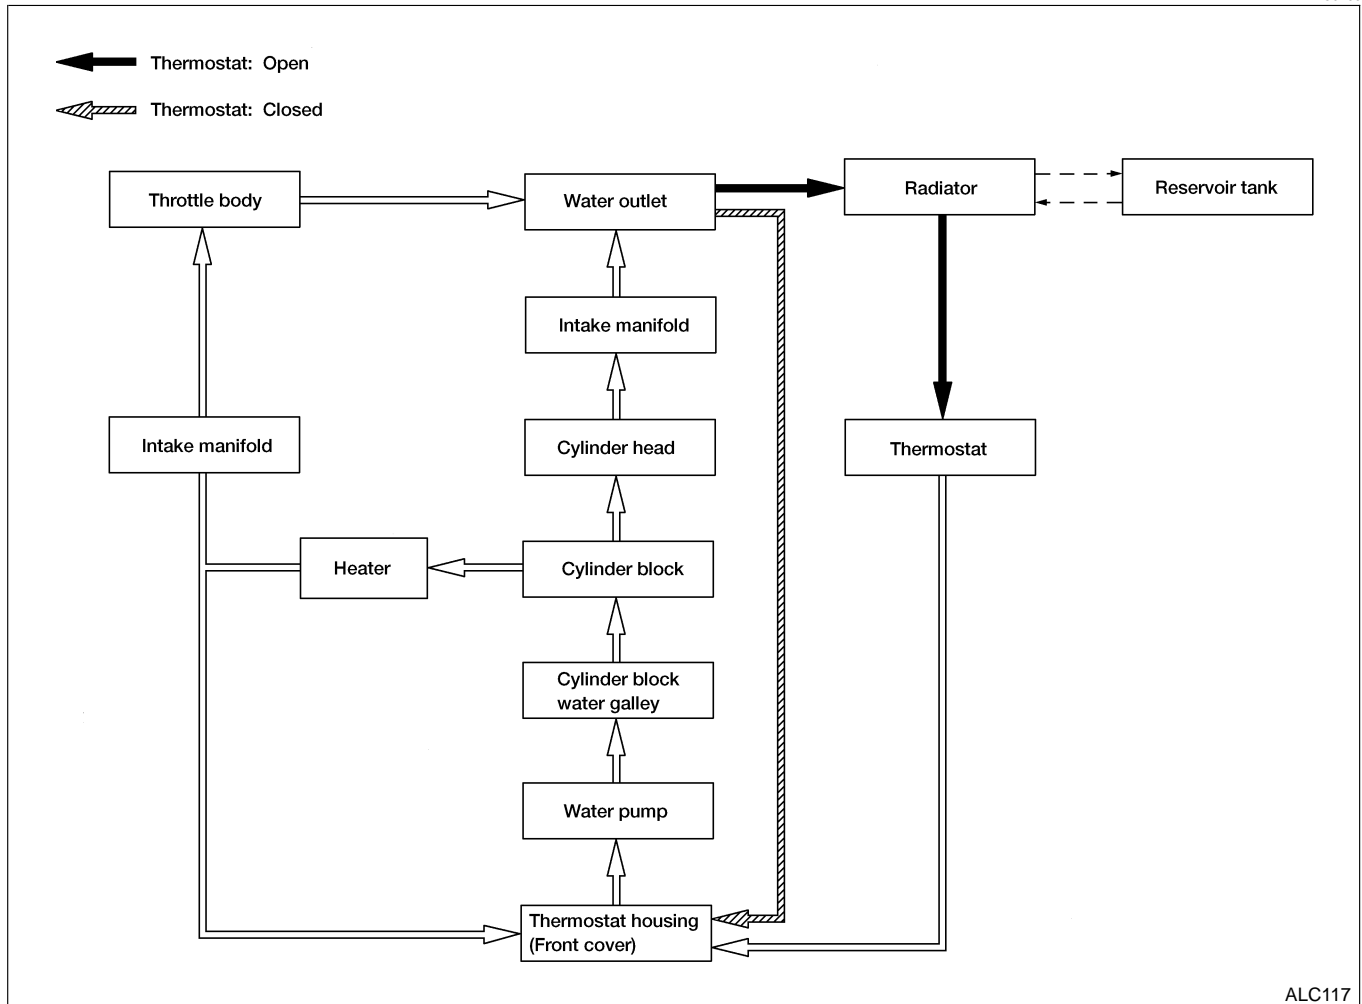 Thermostat: Open
Thermostat: Closed
Throttle body
Water outlet
Radiator
Reservoir tank
Intake manifold
Intake manifold
Cylinder head
Thermostat
Heater
Cylinder block
Cylinder block
water galley
Water pump
Thermostat housing
(Front cover)
ALC117